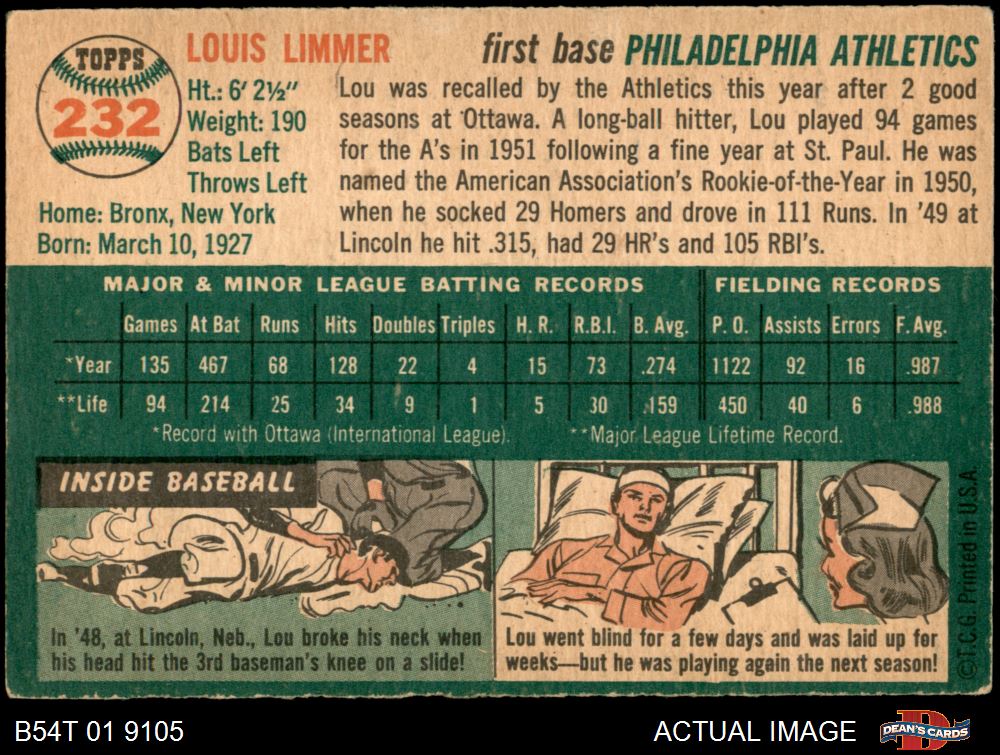 TOPPS
232
LOUIS LIMMER
first base PHILADELPHIA ATHLETICS
Ht.: 6' 2½"
Weight: 190
Bats Left
Throws Left
Home: Bronx, New York
Born: March 10, 1927
Lou was recalled by the Athletics this year after 2 good
seasons at Ottawa. A long-ball hitter, Lou played 94 games
for the A's in 1951 following a fine year at St. Paul. He was
named the American Association's Rookie-of-the-Year in 1950,
when he socked 29 Homers and drove in 111 Runs. In '49 at
Lincoln he hit .315, had 29 HR's and 105 RBI's.
MAJOR & MINOR LEAGUE BATTING RECORDS FIELDING RECORDS
Games At Bat Runs Hits Doubles Triples H. R. R.B.I. B. Avg. P. O. Assists Errors F. Avg.
*Year 135 467 68 128 22 4 15 73 .274 1122 92 16 .987
**Life 94 214 25 34 9 1 5 30 .159 450 40 6 .988
*Record with Ottawa (International League). **Major League Lifetime Record.
INSIDE BASEBALL
In '48, at Lincoln, Neb., Lou broke his neck when
his head hit the 3rd baseman's knee on a slide!
Lou went blind for a few days and was laid up for
weeks—but he was playing again the next season!
©T.C.G. Printed in U.S.A.
B54T 01 9105
ACTUAL IMAGE
D
DEAN'S CARDS